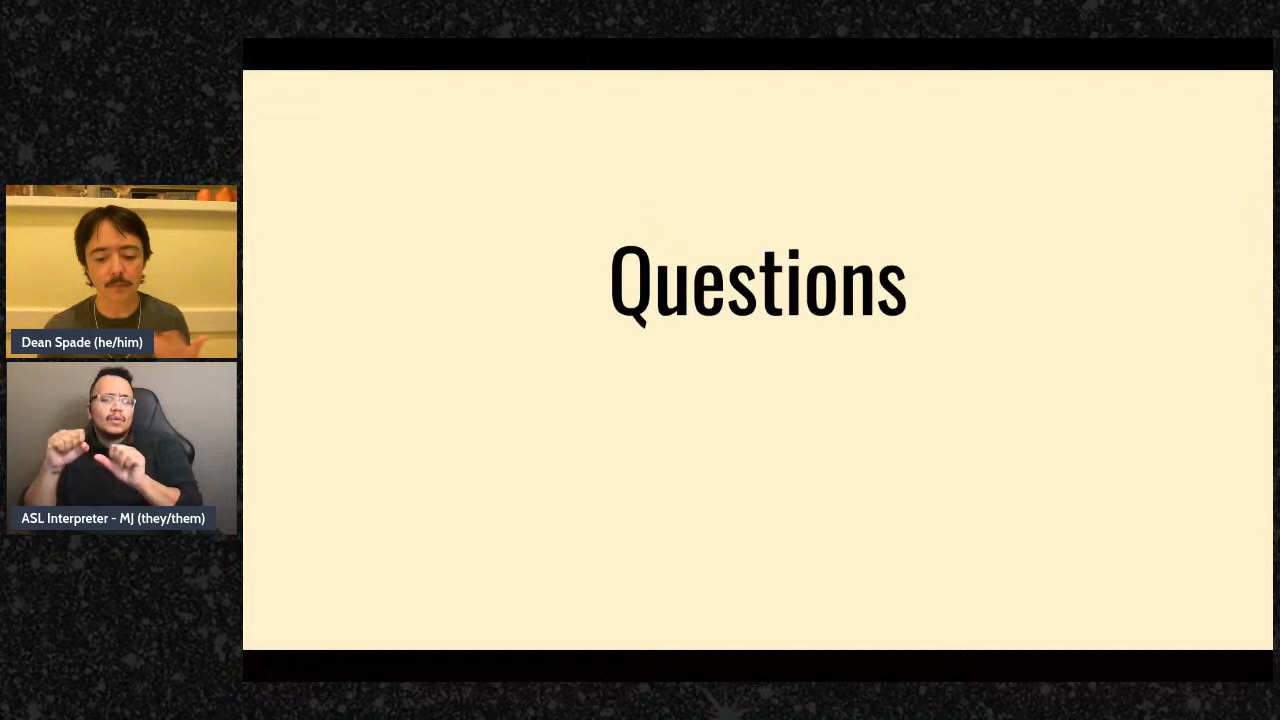 Questions
Dean Spade (he/him)
ASL Interpreter - MJ (they/them)